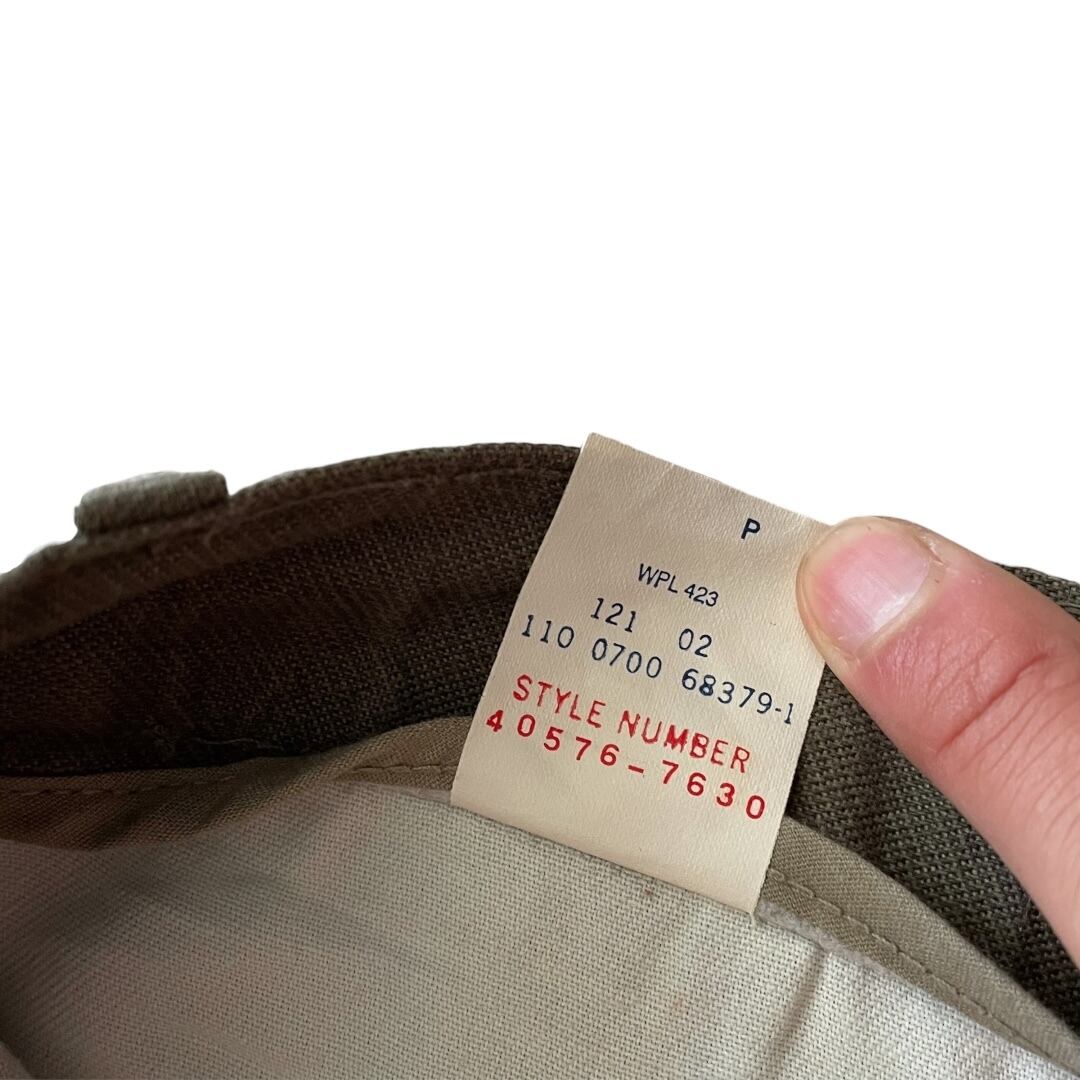 P
WPL 423
121 02
110 0700 68379-1
STYLE NUMBER
40576-7630